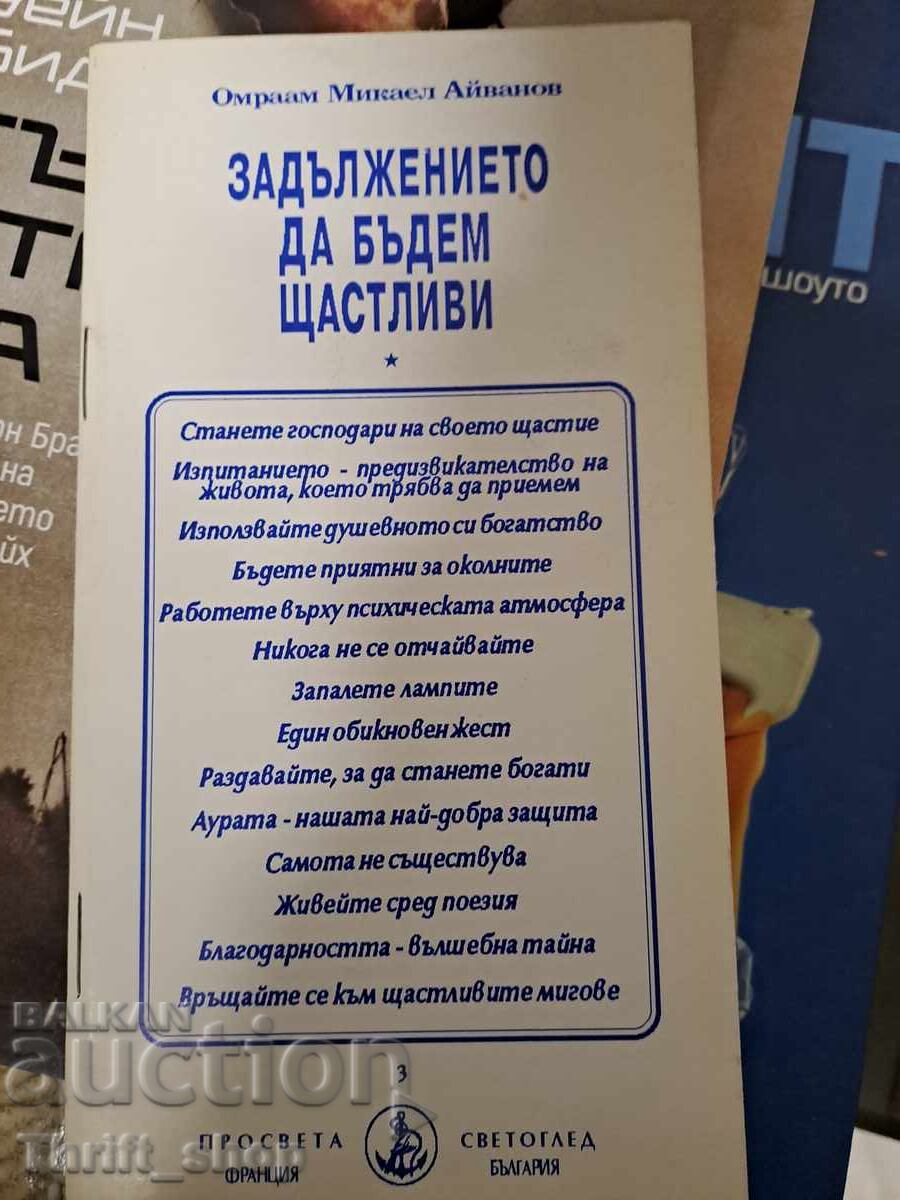 Омраам Микаел Айванов
ЗАДЪЛЖЕНИЕТО
ДА БЪДЕМ
ЩАСТЛИВИ
Станете господари на своето щастие
Изпитанието - предизвикателство на
живота, което трябва да приемем
Използвайте душевното си богатство
Бъдете приятни за околните
Работете върху психическата атмосфера
Никога не се отчайвайте
Запалете лампите
Един обикновен жест
Раздавайте, за да станете богати
Аурата - нашата най-добра защита
Самота не съществува
Живейте сред поезия
Благодарността - вълшебна тайна
Връщайте се към щастливите мигове
3
ПРОСВЕТА
ФРАНЦИЯ
СВЕТОГЛЕД
БЪЛГАРИЯ
шоуто
на
BALKAN
auction
Thrift_shop